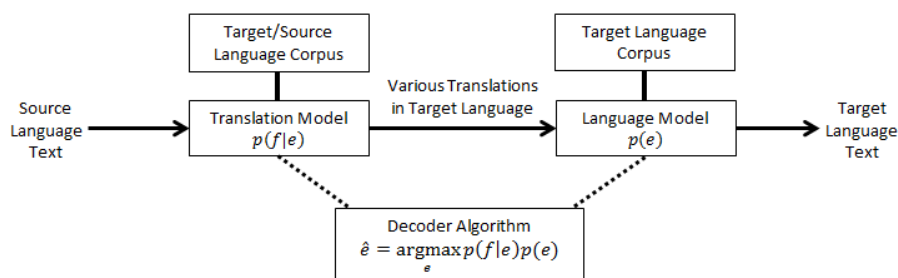 Target/Source
Language Corpus
Target Language
Corpus
Various Translations
in Target Language
Source
Language
Text
Translation Model
p(f|e)
Language Model
p(e)
Target
Language
Text
Decoder Algorithm
ê = argmax p(f|e)p(e)
e